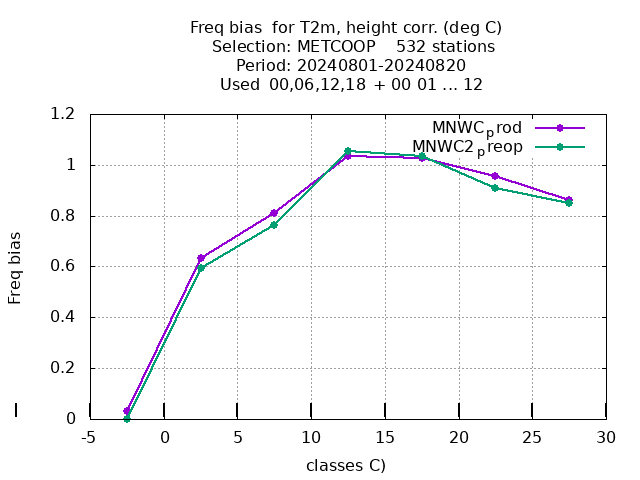 Freq bias  for T2m, height corr. (deg C)
Selection: METCOOP    532 stations
Period: 20240801-20240820
Used  00,06,12,18  + 00 01 ... 12
MNWC_prod
MNWC2_preop
1.2
1
0.8
0.6
0.4
0.2
0
Freq bias
-5 0 5 10 15 20 25 30
classes C)